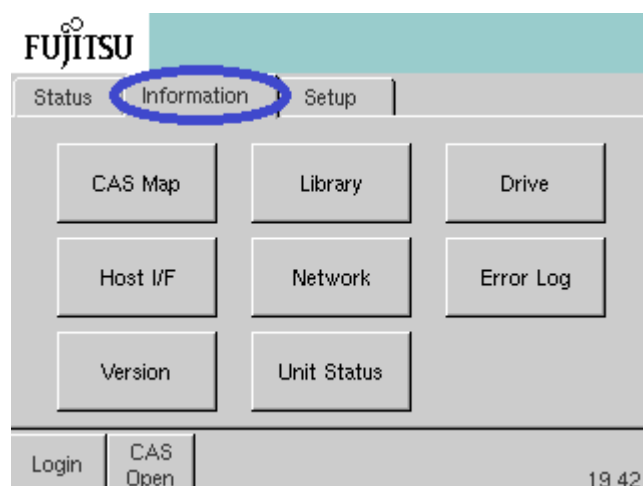 FUJITSU
Status Information Setup
CAS Map Library Drive
Host I/F Network Error Log
Version Unit Status
Login CAS Open
19 42